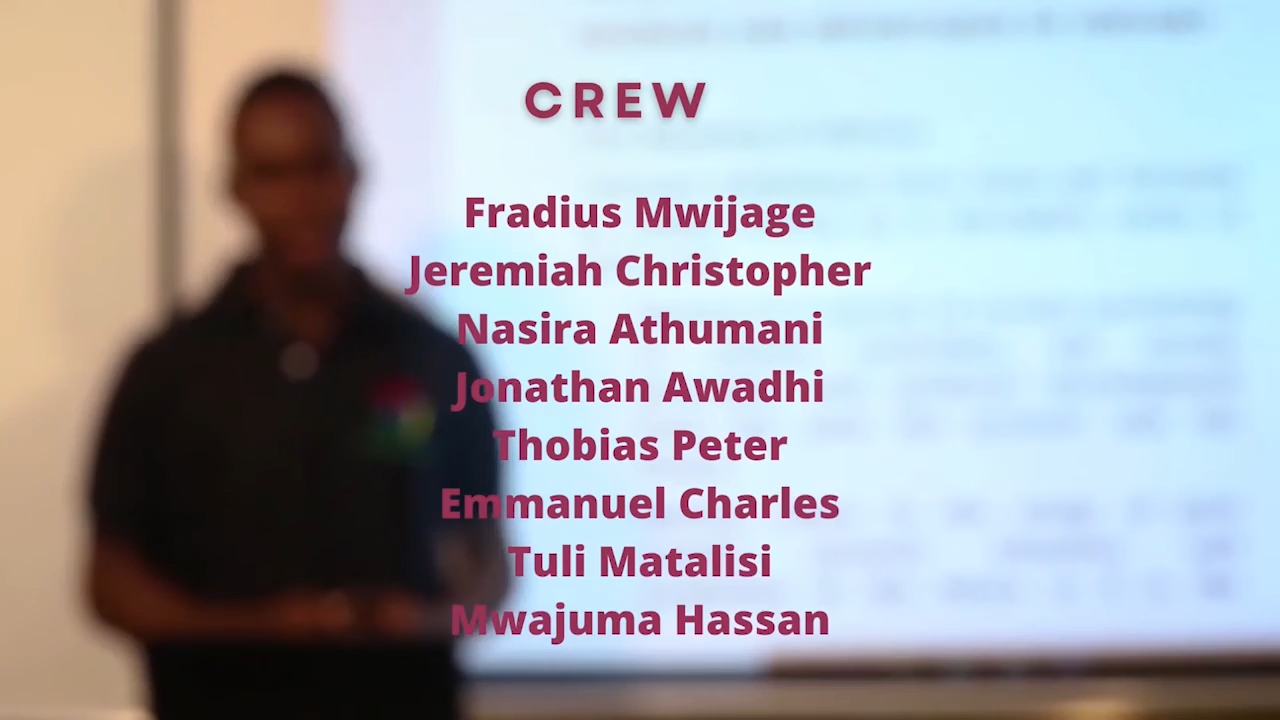 CREW
Fradius Mwijage
Jeremiah Christopher
Nasira Athumani
Jonathan Awadhi
Thobias Peter
Emmanuel Charles
Tuli Matalisi
Mwajuma Hassan